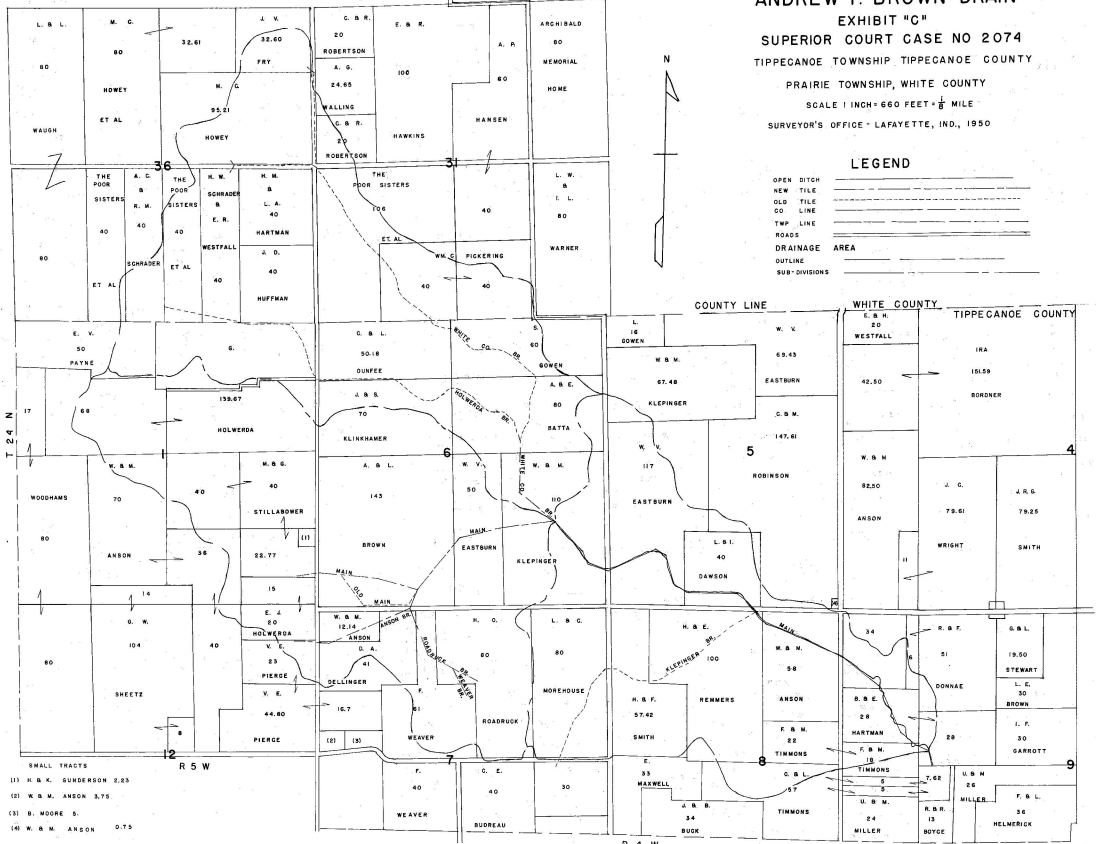 ANDREW P. BROWN DRAIN
EXHIBIT "C"
SUPERIOR COURT CASE NO 2074
TIPPECANOE TOWNSHIP TIPPECANOE COUNTY
PRAIRIE TOWNSHIP, WHITE COUNTY
SCALE 1 INCH = 660 FEET = 1/8 MILE
SURVEYOR'S OFFICE - LAFAYETTE, IND., 1950
N
LEGEND
OPEN DITCH
NEW TILE
OLD TILE
CO. LINE
TWP LINE
ROADS
DRAINAGE AREA
OUTLINE
SUB-DIVISIONS
L. & L.
80
WAUGH
M. C.
80
HOWEY
ET AL
32.61
J. V.
32.60
FRY
M. G.
95.21
HOWEY
C. & R.
20
ROBERTSON
A. G.
24.65
WALLING
C. & R.
20
ROBERTSON
E. & R.
100
HAWKINS
A. P.
60
HANSEN
ARCHIBALD
80
MEMORIAL
HOME
36
31
80
THE
POOR
SISTERS
40
ET AL
A. C.
&
R. M.
40
SCHRADER
THE
POOR
SISTERS
40
ET AL
H. W.
SCHRADER
&
E. R.
WESTFALL
40
H. M.
&
L. A.
40
HARTMAN
J. D.
40
HUFFMAN
THE
POOR SISTERS
106
ET AL
40
WM. C. PICKERING
40
40
L. W.
&
I. L.
80
WARNER
COUNTY LINE
WHITE COUNTY
TIPPECANOE COUNTY
E. V.
50
PAYNE
G.
139.67
HOLWERDA
C. & L.
50.18
DUNFEE
WHITE CO. BR.
S.
60
GOWEN
L.
16
GOWEN
W. & M.
67.48
KLEPINGER
W. V.
69.43
EASTBURN
E. & H.
20
WESTFALL
42.50
IRA
151.59
BORDNER
T 24 N
17
68
J. & S.
70
KLINKHAMER
HOLWERDA BR.
A. & E.
80
BATTA
C. & M.
147.61
ROBINSON
1
6
5
4
WOODHAMS
80
W. & M.
70
ANSON
40
M. & G.
40
STILLABOWER
(1)
36
22.77
15
14
A. & L.
143
BROWN
MAIN
OLD
MAIN
W. V.
50
EASTBURN
MAIN
WHITE CO. BR.
W. & M.
110
KLEPINGER
W. V.
117
EASTBURN
L. & I.
40
DAWSON
(4)
W. & M
82.50
ANSON
11
J. C.
79.61
WRIGHT
J. R. G
79.25
SMITH
80
G. W.
104
SHEETZ
8
40
E. J.
20
HOLWERDA
V. E.
23
PIERCE
V. E.
44.80
PIERCE
W. & M.
12.14
ANSON
ANSON BR.
D. A.
41
DELLINGER
16.7
(2)
(3)
ROADRUCK BR.
WEAVER BR.
F.
61
WEAVER
H. O.
80
ROADRUCK
L. & C.
80
MOREHOUSE
KLEPINGER BR.
H. & E.
100
REMMERS
H. & F.
57.42
SMITH
MAIN
W. & M.
58
ANSON
F. & M.
22
TIMMONS
34
6
B. & E.
28
HARTMAN
F. & M.
18
TIMMONS
R. & F.
51
DONNAE
28
G. & L.
19.50
STEWART
L. E.
30
BROWN
I. F.
30
GARROTT
12
R 5 W
7
8
9
F.
40
WEAVER
C. E.
40
BUDREAU
30
E.
33
MAXWELL
J. & B.
34
BUCK
C. & L.
57
TIMMONS
5
5
U. & M.
24
MILLER
7.62
R. & R.
13
BOYCE
U. & M
26
MILLER
F. & L.
36
HELMERICK
SMALL TRACTS
(1) H. & K. GUNDERSON 2.23
(2) W. & M. ANSON 3.75
(3) B. MOORE 5.
(4) W. & M. ANSON 0.75